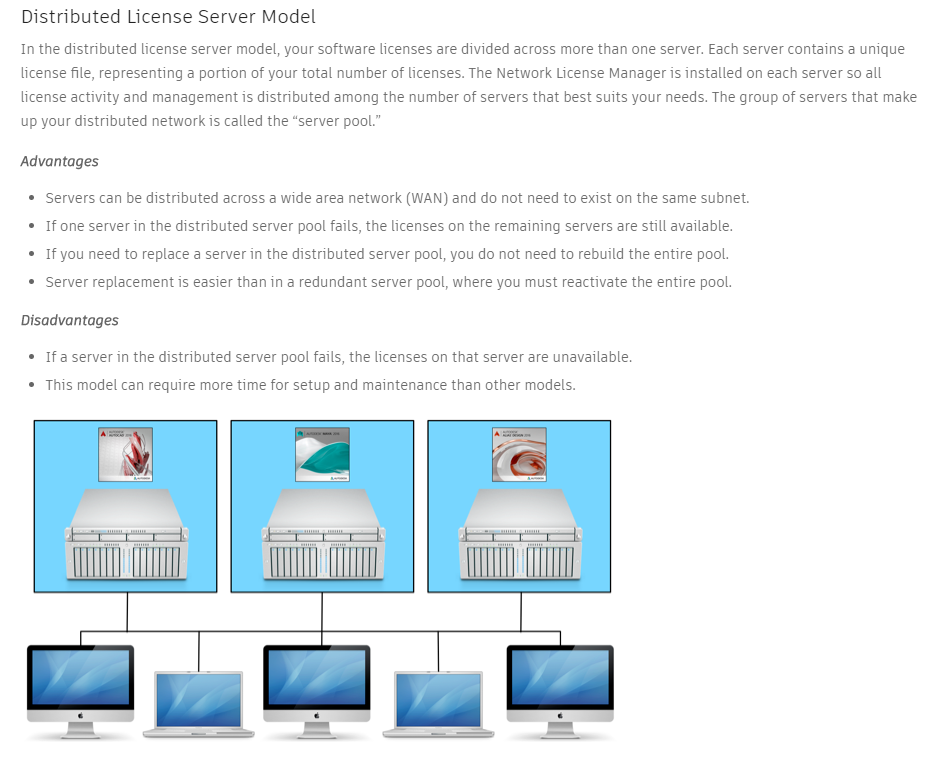 Distributed License Server Model
In the distributed license server model, your software licenses are divided across more than one server. Each server contains a unique
license file, representing a portion of your total number of licenses. The Network License Manager is installed on each server so all
license activity and management is distributed among the number of servers that best suits your needs. The group of servers that make
up your distributed network is called the “server pool.”
Advantages
• Servers can be distributed across a wide area network (WAN) and do not need to exist on the same subnet.
• If one server in the distributed server pool fails, the licenses on the remaining servers are still available.
• If you need to replace a server in the distributed server pool, you do not need to rebuild the entire pool.
• Server replacement is easier than in a redundant server pool, where you must reactivate the entire pool.
Disadvantages
• If a server in the distributed server pool fails, the licenses on that server are unavailable.
• This model can require more time for setup and maintenance than other models.